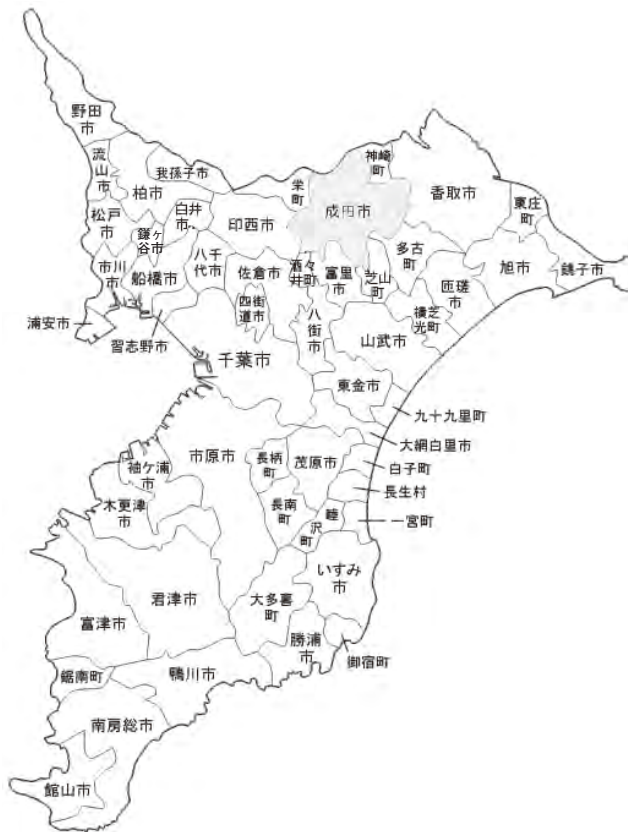 野田
市
流
山
市
我孫子市
柏市
神崎
町
栄
町
成田市
香取市
東庄
町
松戸
市
鎌ケ
谷市
白井
市
印西市
多古
町
旭市
銚子市
市川
市
船橋市
八千
代市
佐倉市
酒々
井町
富里
市
芝山
町
匝瑳
市
四街
道市
横芝
光町
浦安市
習志野市
八街市
山武市
千葉市
東金市
九十九里町
大網白里市
市原市
長柄
町
茂原市
白子町
袖ケ浦
市
長生村
木更津
市
長南
町
睦
沢
町
一宮町
いすみ
市
君津市
大多喜
町
富津市
勝浦
市
御宿町
鋸南町
鴨川市
南房総市
館山市